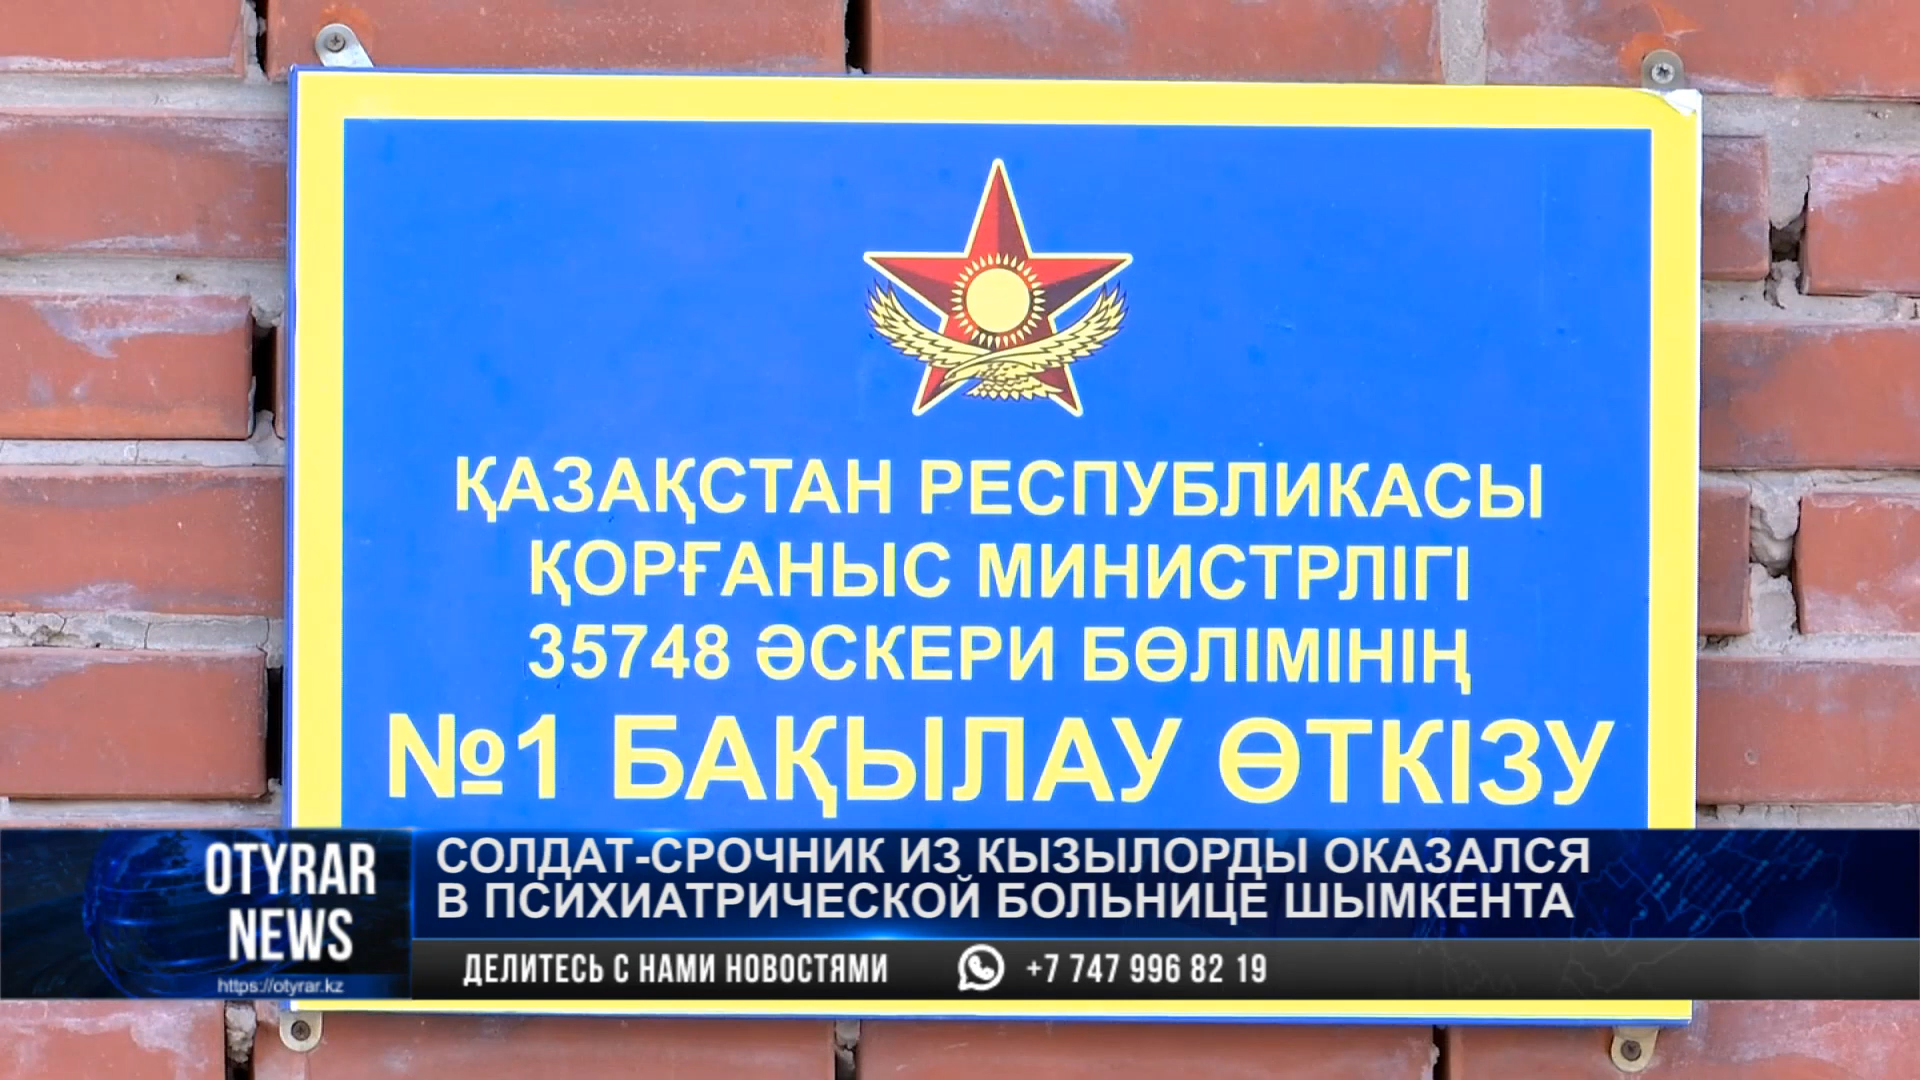 ҚАЗАҚСТАН РЕСПУБЛИКАСЫ
ҚОРҒАНЫС МИНИСТРЛІГІ
35748 ӘСКЕРИ БӨЛІМІНІҢ
№1 БАҚЫЛАУ ӨТКІЗУ
OTYRAR
NEWS
https://otyrar.kz
СОЛДАТ-СРОЧНИК ИЗ КЫЗЫЛОРДЫ ОКАЗАЛСЯ
В ПСИХИАТРИЧЕСКОЙ БОЛЬНИЦЕ ШЫМКЕНТА
ДЕЛИТЕСЬ С НАМИ НОВОСТЯМИ +7 747 996 82 19